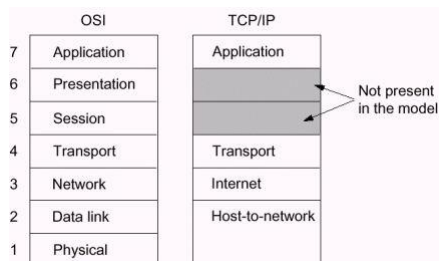 OSI TCP/IP
7 Application Application
6 Presentation
Not present
in the model
5 Session
4 Transport Transport
3 Network Internet
2 Data link Host-to-network
1 Physical